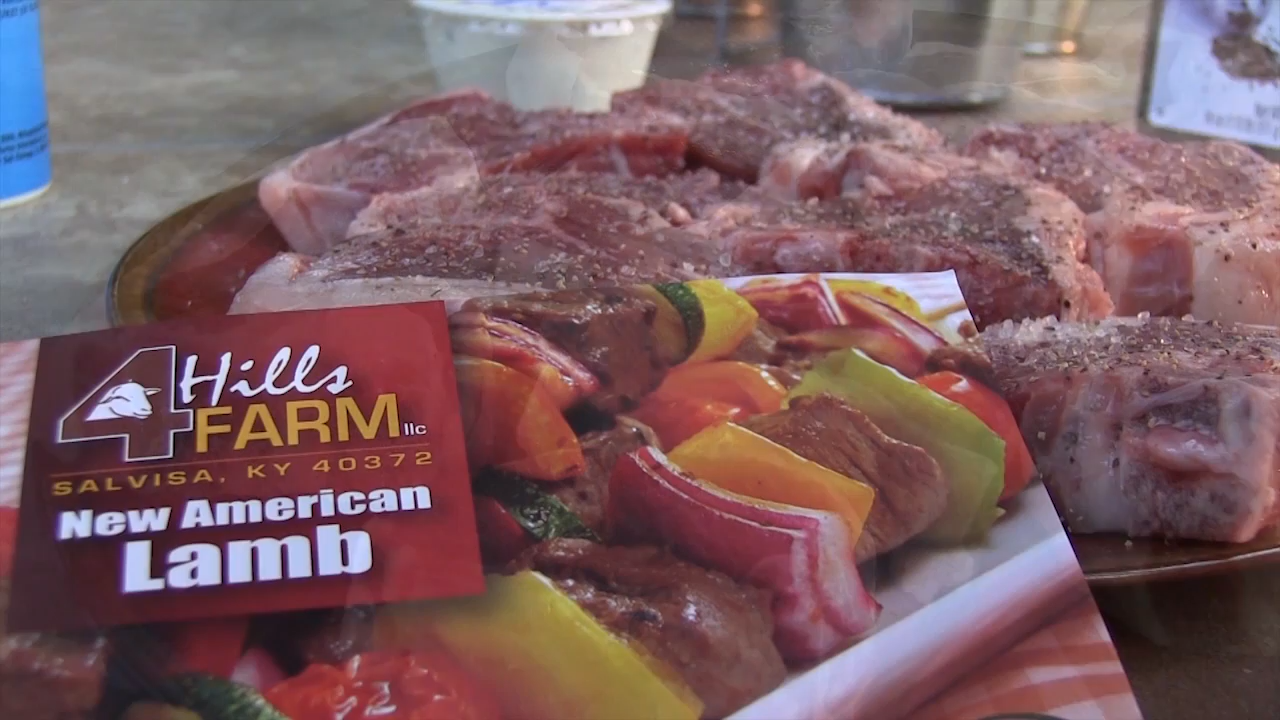 4 Hills
FARM llc
SALVISA, KY 40372
New American
Lamb